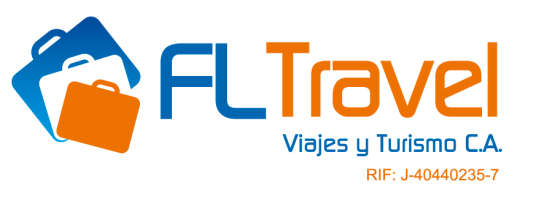 FLTravel
Viajes y Turismo C.A.
RIF: J-40440235-7